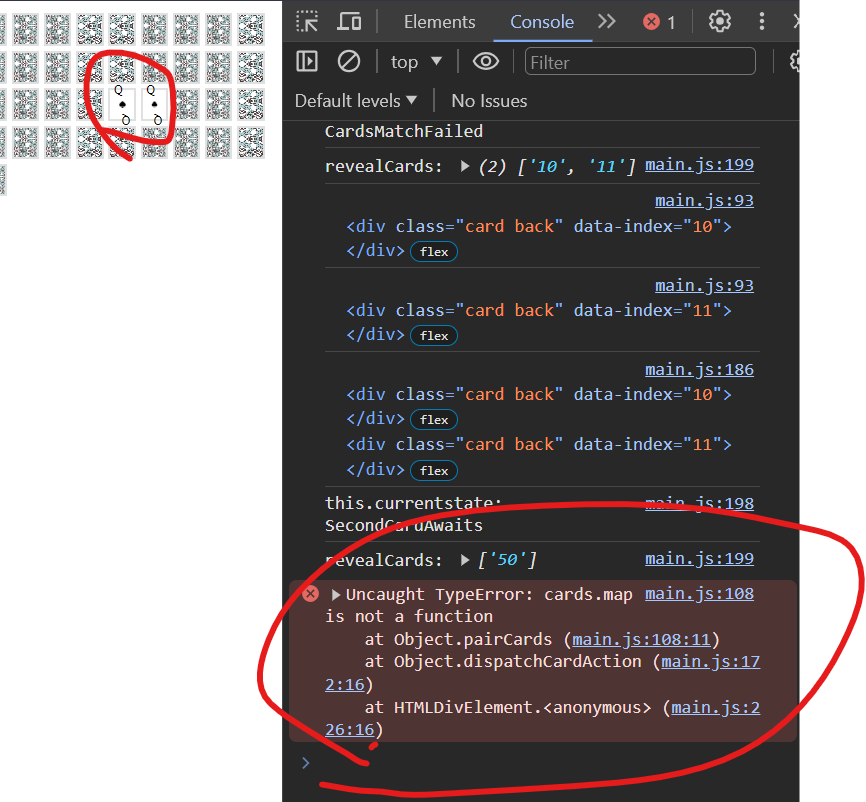 Elements Console 1
top Filter
Default levels No Issues
CardsMatchFailed
revealCards: (2) ['10', '11'] main.js:199
main.js:93
<div class="card back" data-index="10">
</div> flex
main.js:93
<div class="card back" data-index="11">
</div> flex
main.js:186
<div class="card back" data-index="10">
</div> flex
<div class="card back" data-index="11">
</div> flex
this.currentstate: main.js:198
SecondCardAwaits
revealCards: ['50'] main.js:199
Uncaught TypeError: cards.map main.js:108
is not a function
at Object.pairCards (main.js:108:11)
at Object.dispatchCardAction (main.js:17
2:16)
at HTMLDivElement.<anonymous> (main.js:2
26:16)
Q Q
Q Q